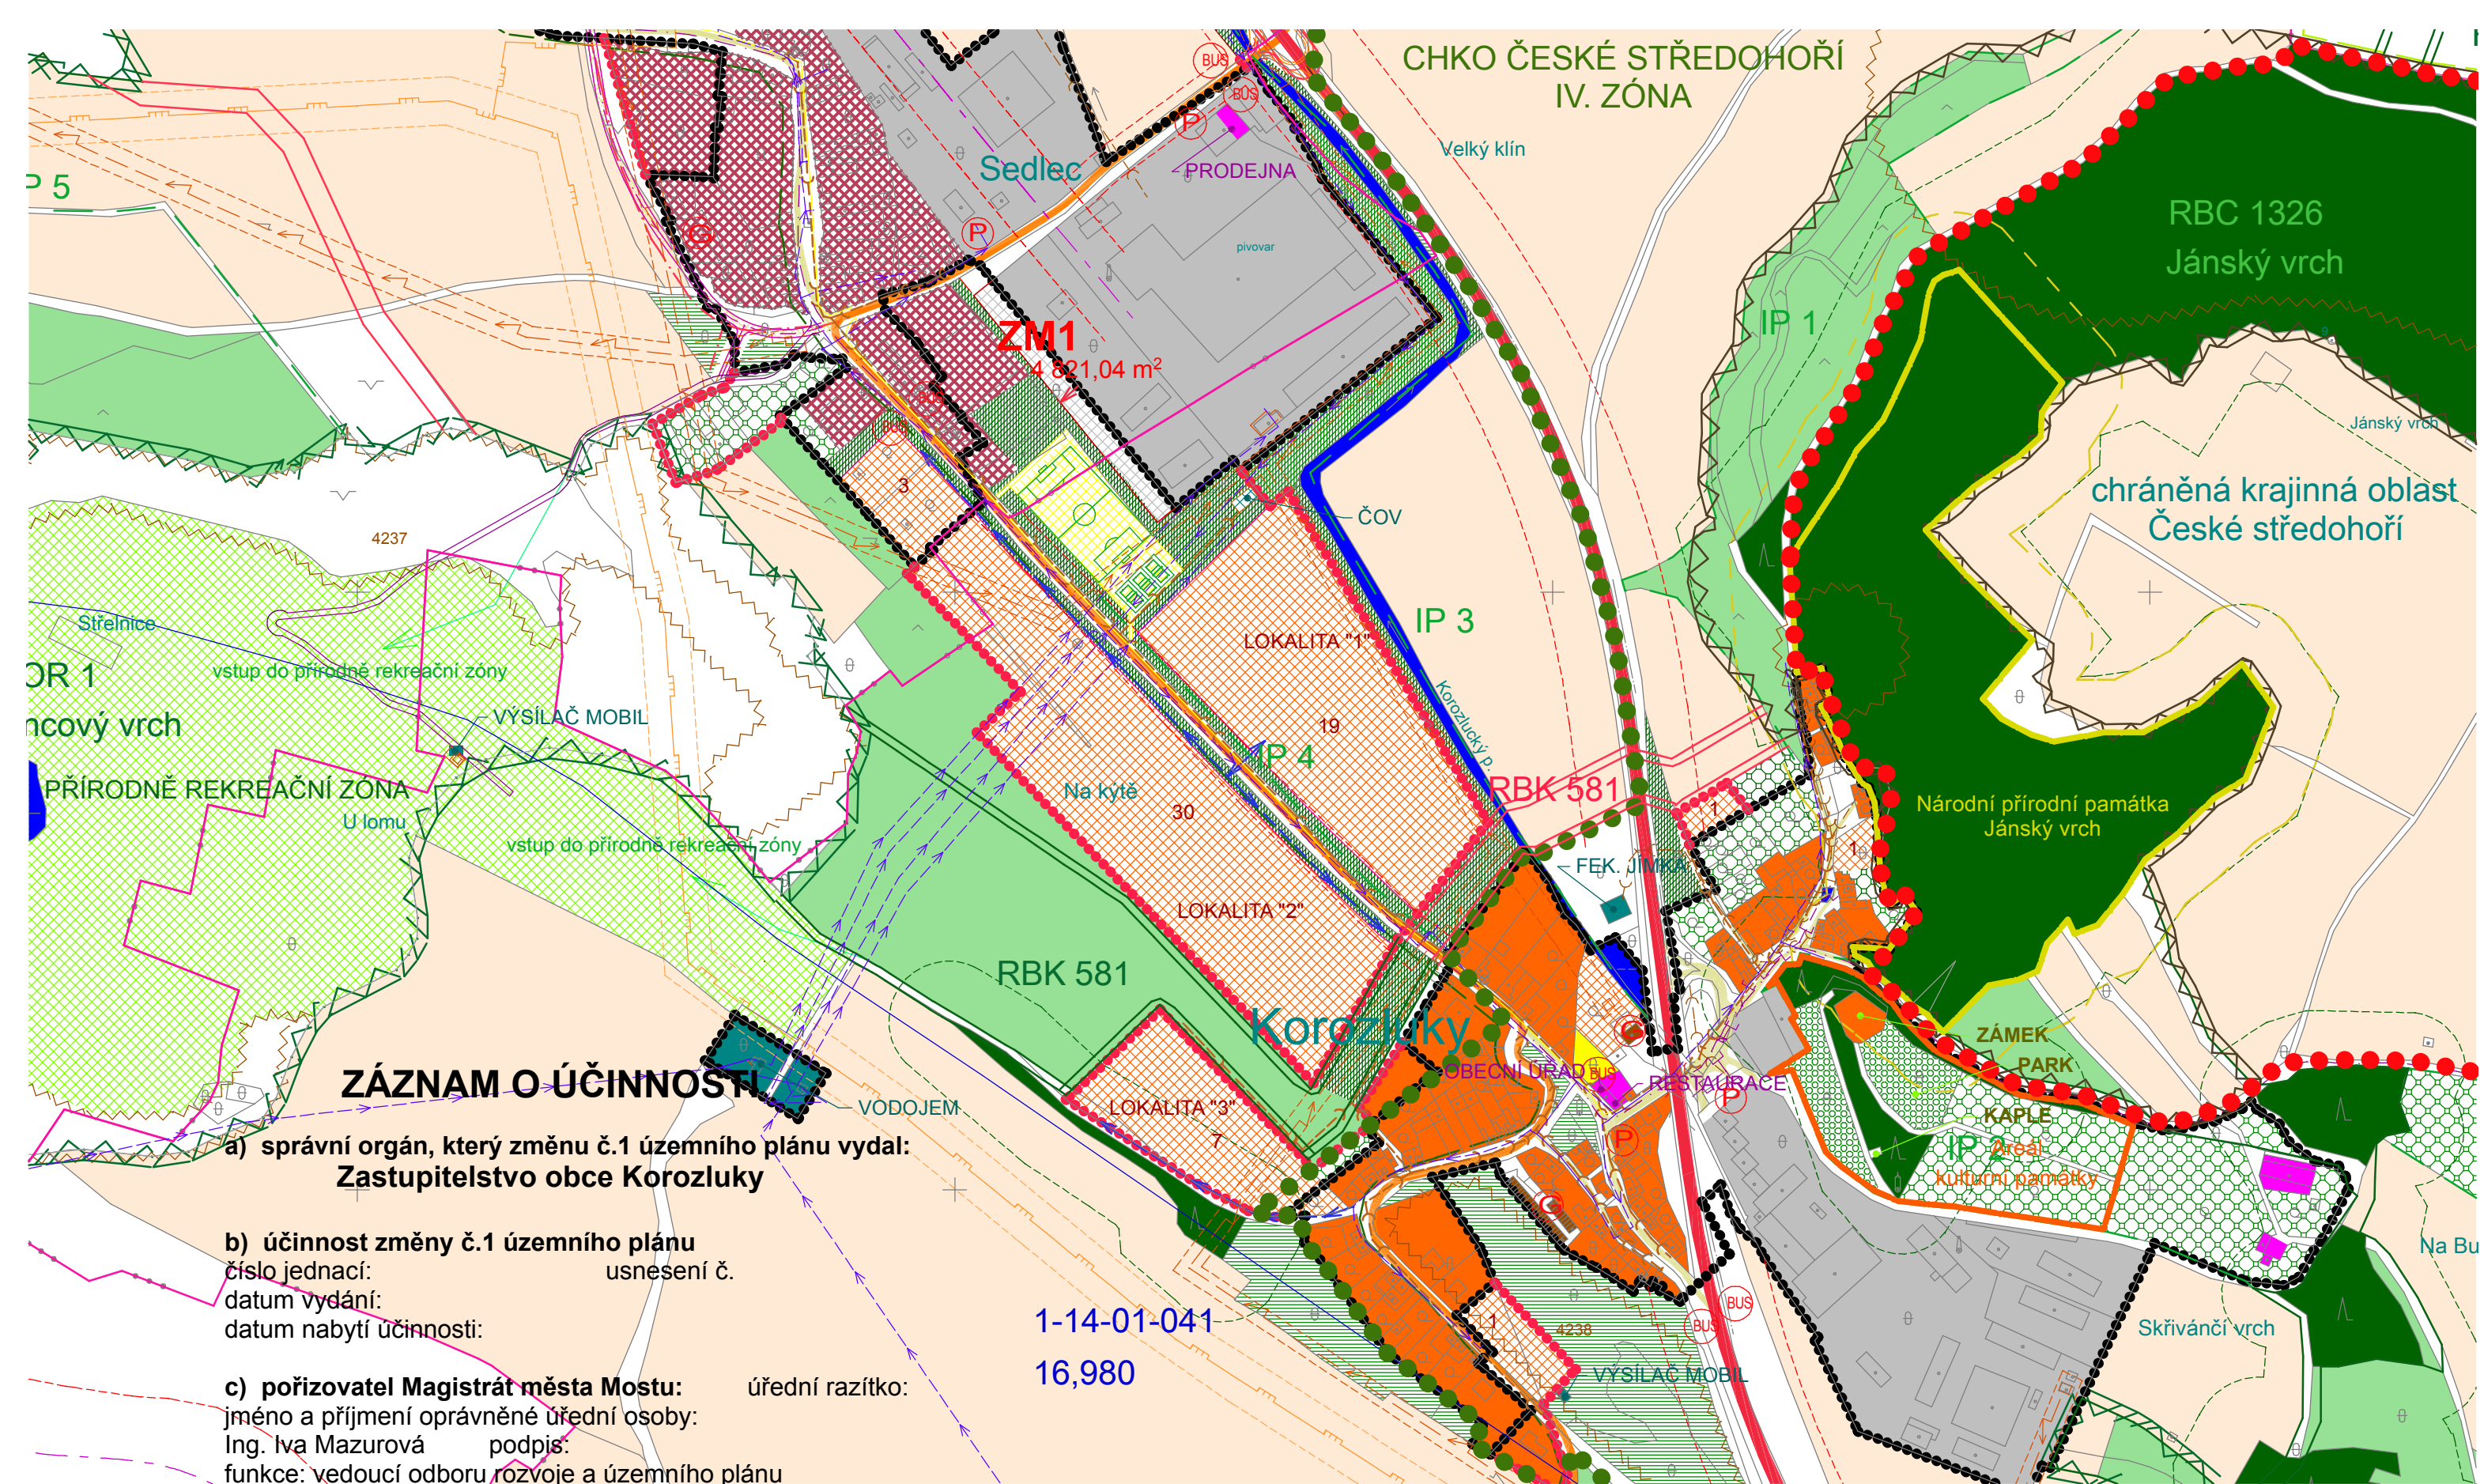 CHKO ČESKÉ STŘEDOHOŘÍ
IV. ZÓNA
BUS
BUS
P
Velký klín
Sedlec
PRODEJNA
P 5
RBC 1326
Jánský vrch
G
P
pivovar
IP 1
9
ZM1
4 821,04 m²
BUS
BUS
Jánský vrch
3
chráněná krajinná oblast
České středohoří
ČOV
4237
Střelnice
IP 3
LOKALITA "1"
OR 1
vstup do přírodně rekreační zóny
ncový vrch
VÝSÍLAČ MOBIL
19
Korozlucký p.
IP 4
PŘÍRODNĚ REKREAČNÍ ZÓNA
Na kýtě
RBK 581
1
Národní přírodní památka
Jánský vrch
U lomu
30
vstup do přírodně rekreační zóny
1
FEK. JÍMKA
LOKALITA "2"
RBK 581
Korozluky
G
ZÁMEK
PARK
OBECNÍ ÚŘAD
BUS
RESTAURACE
P
ZÁZNAM O ÚČINNOSTI
VODOJEM
LOKALITA "3"
7
KAPLE
P
IP 2
Areál
kulturní památky
a) správní orgán, který změnu č.1 územního plánu vydal:
Zastupitelstvo obce Korozluky
G
b) účinnost změny č.1 územního plánu
číslo jednací: usnesení č.
datum vydání:
datum nabytí účinnosti:
Na Bu
BUS
BUS
1-14-01-041
1
4238
Skřivánčí vrch
16,980
VÝSÍLAČ MOBIL
c) pořizovatel Magistrát města Mostu: úřední razítko:
jméno a příjmení oprávněné úřední osoby:
Ing. Iva Mazurová podpis:
funkce: vedoucí odboru rozvoje a územního plánu